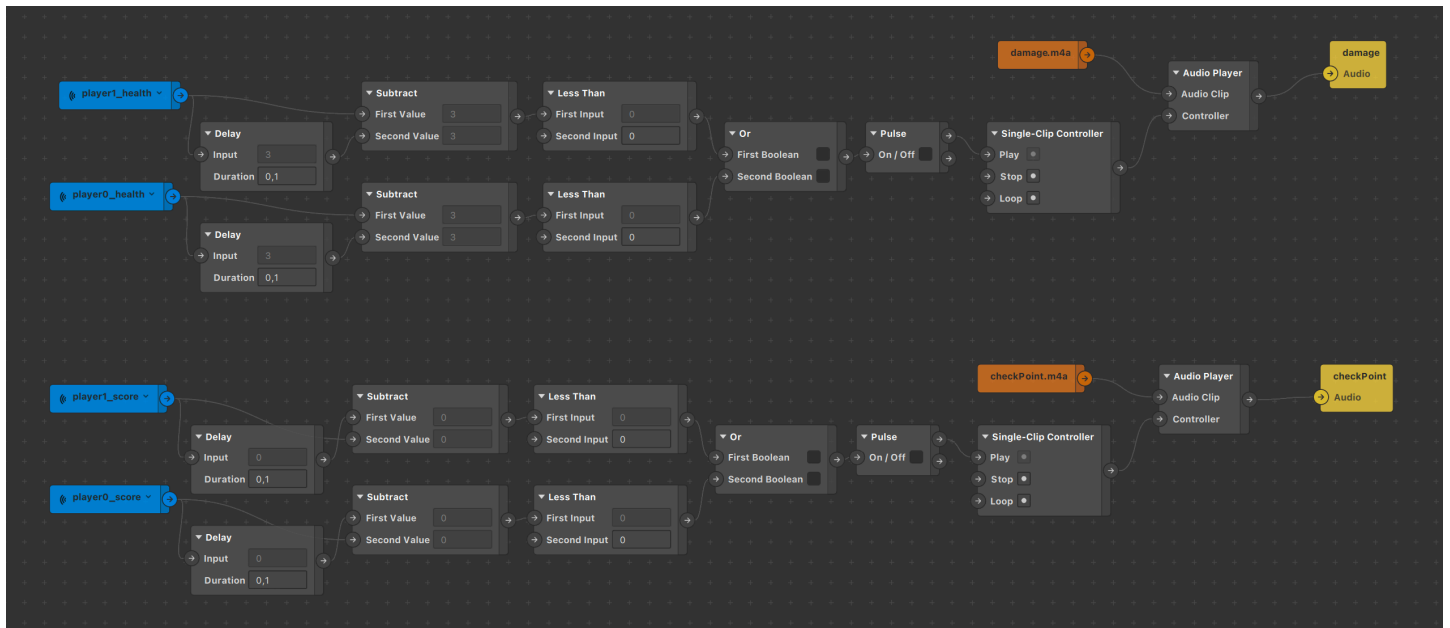 damage.m4a
damage
Audio
Audio Player
Audio Clip
Controller
player1_health
Subtract
First Value 3
Second Value 3
Less Than
First Input 0
Second Input 0
Delay
Input 3
Duration 0,1
Or
First Boolean
Second Boolean
Pulse
On / Off
Single-Clip Controller
Play
Stop
Loop
player0_health
Subtract
First Value 3
Second Value 3
Less Than
First Input 0
Second Input 0
Delay
Input 3
Duration 0,1
checkPoint.m4a
checkPoint
Audio
Audio Player
Audio Clip
Controller
player1_score
Subtract
First Value 0
Second Value 0
Less Than
First Input 0
Second Input 0
Delay
Input 0
Duration 0,1
Or
First Boolean
Second Boolean
Pulse
On / Off
Single-Clip Controller
Play
Stop
Loop
player0_score
Subtract
First Value 0
Second Value 0
Less Than
First Input 0
Second Input 0
Delay
Input 0
Duration 0,1